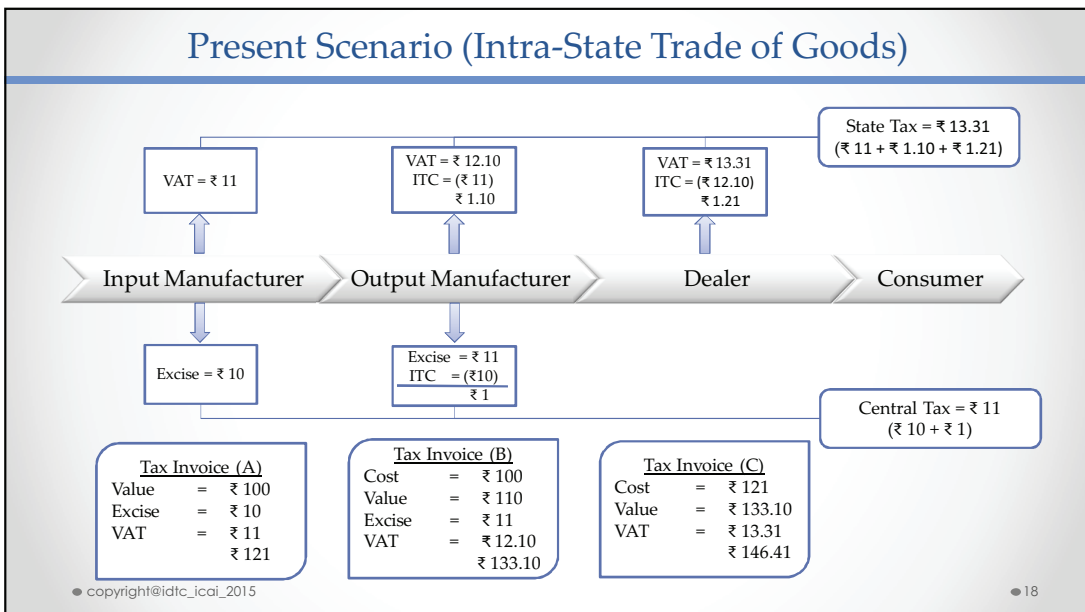 Present Scenario (Intra-State Trade of Goods)
State Tax = ₹ 13.31
(₹ 11 + ₹ 1.10 + ₹ 1.21)
VAT = ₹ 11
VAT = ₹ 12.10
ITC = (₹ 11)
₹ 1.10
VAT = ₹ 13.31
ITC = (₹ 12.10)
₹ 1.21
Input Manufacturer
Output Manufacturer
Dealer
Consumer
Excise = ₹ 10
Excise = ₹ 11
ITC = (₹10)
₹ 1
Central Tax = ₹ 11
(₹ 10 + ₹ 1)
Tax Invoice (A)
Value = ₹ 100
Excise = ₹ 10
VAT = ₹ 11
₹ 121
Tax Invoice (B)
Cost = ₹ 100
Value = ₹ 110
Excise = ₹ 11
VAT = ₹ 12.10
₹ 133.10
Tax Invoice (C)
Cost = ₹ 121
Value = ₹ 133.10
VAT = ₹ 13.31
₹ 146.41
copyright@idtc_icai_2015
18